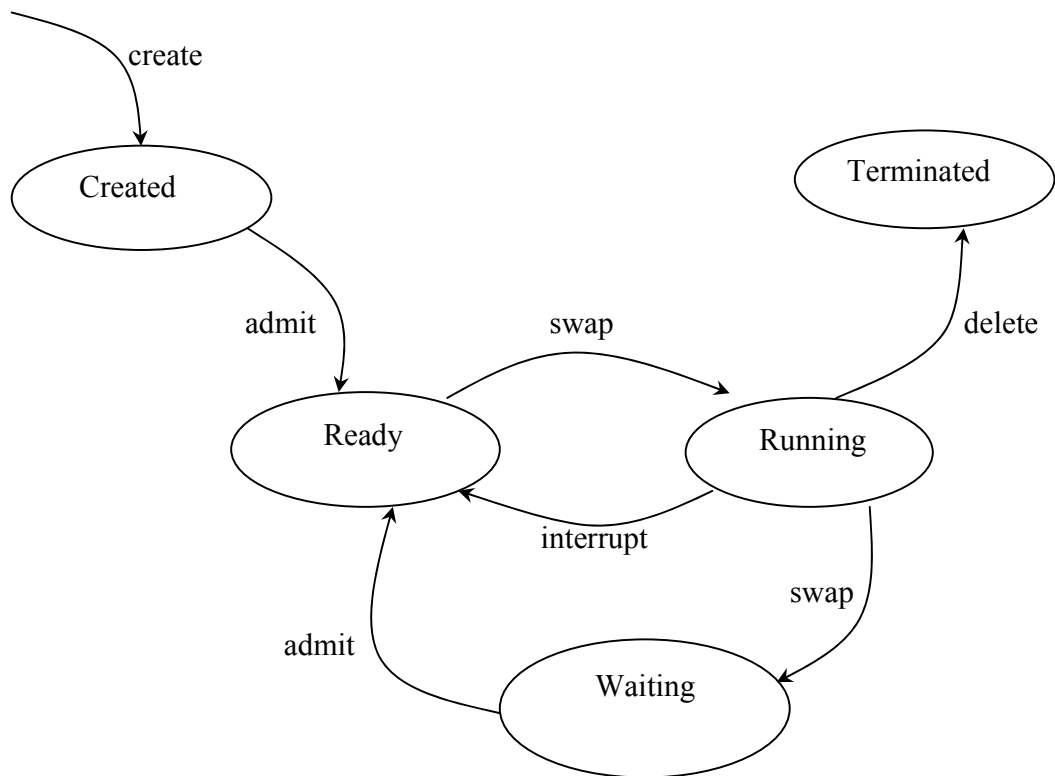 create
Created
Terminated
admit
swap
delete
Ready
Running
interrupt
swap
admit
Waiting